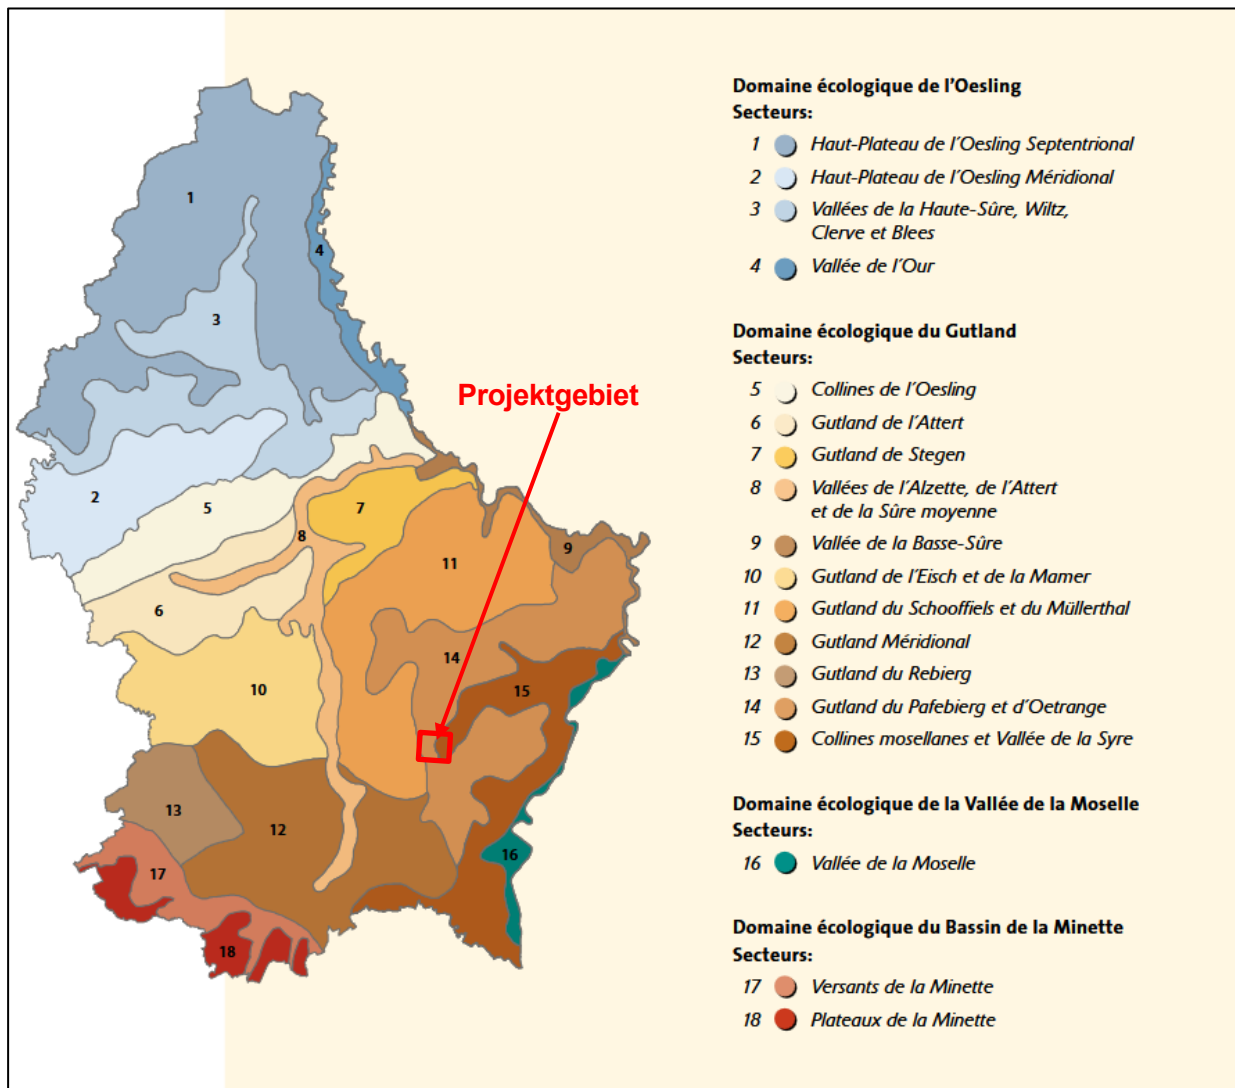 Domaine écologique de l'Oesling
Secteurs:
1 Haut-Plateau de l'Oesling Septentrional
2 Haut-Plateau de l'Oesling Méridional
3 Vallées de la Haute-Sûre, Wiltz,
Clerve et Blees
4 Vallée de l'Our
Domaine écologique du Gutland
Secteurs:
5 Collines de l'Oesling
6 Gutland de l'Attert
7 Gutland de Stegen
8 Vallées de l'Alzette, de l'Attert
et de la Sûre moyenne
9 Vallée de la Basse-Sûre
10 Gutland de l'Eisch et de la Mamer
11 Gutland du Schooffiels et du Müllerthal
12 Gutland Méridional
13 Gutland du Rebierg
14 Gutland du Pafebierg et d'Oetrange
15 Collines mosellanes et Vallée de la Syre
Domaine écologique de la Vallée de la Moselle
Secteurs:
16 Vallée de la Moselle
Domaine écologique du Bassin de la Minette
Secteurs:
17 Versants de la Minette
18 Plateaux de la Minette
Projektgebiet
1
4
3
2
5
7
8
9
11
6
14
15
10
13
12
16
17
18